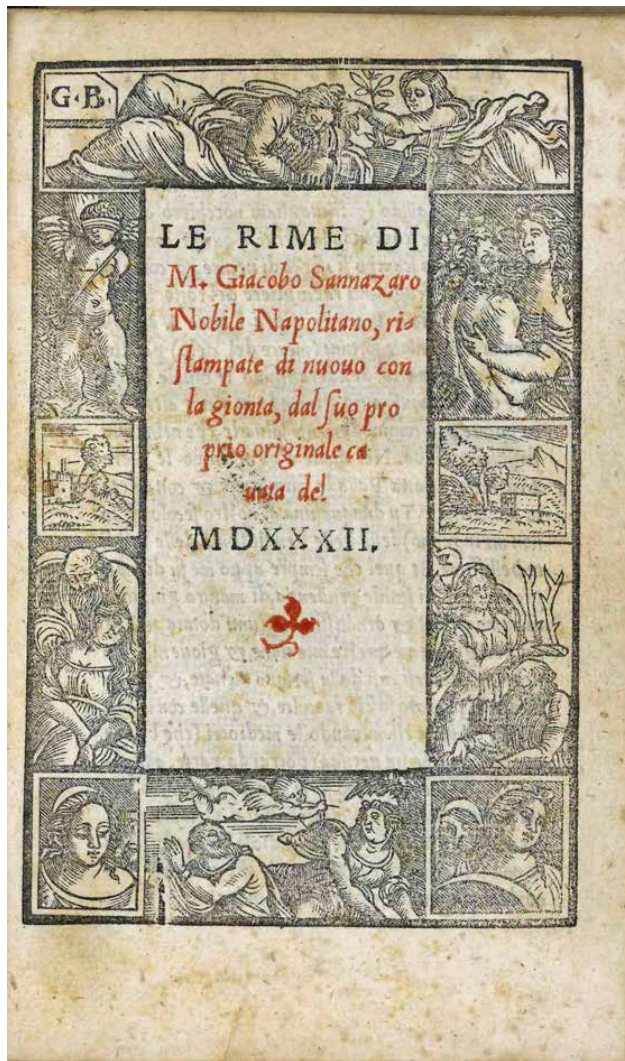 G·B·
LE RIME DI
M. Giacobo Sannazaro
Nobile Napolitano, ri-
stampate di nuouo con
la gionta, dal suo pro
prio originale ca
uata del
MDXXXII.